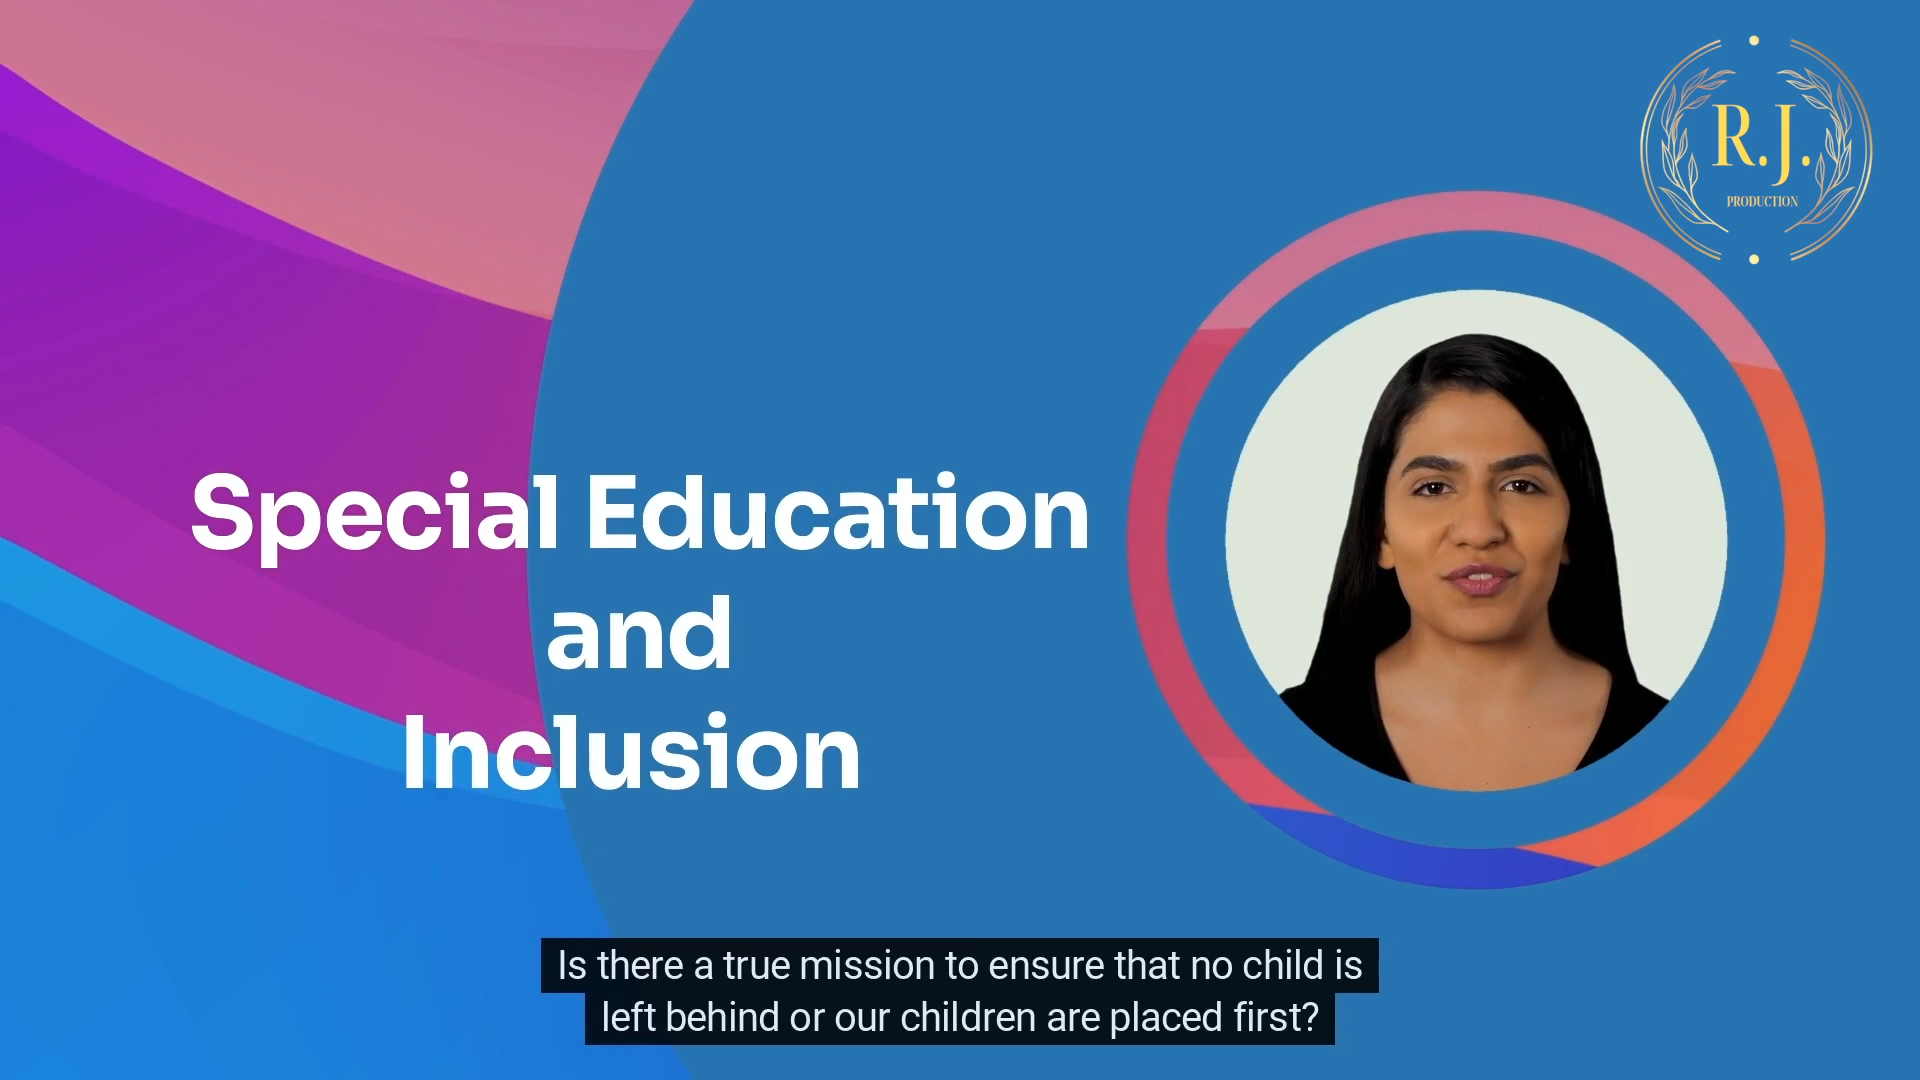 R.J.
PRODUCTION
Special Education
and
Inclusion
Is there a true mission to ensure that no child is
left behind or our children are placed first?